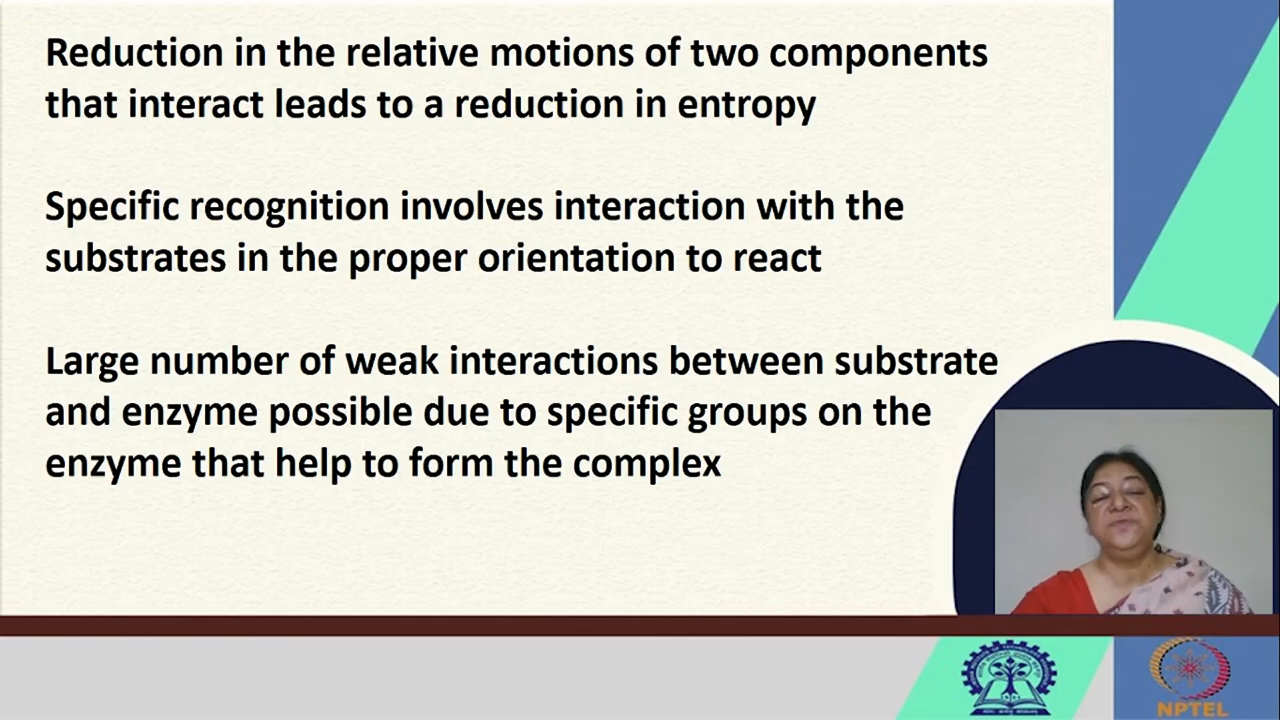 Reduction in the relative motions of two components
that interact leads to a reduction in entropy
Specific recognition involves interaction with the
substrates in the proper orientation to react
Large number of weak interactions between substrate
and enzyme possible due to specific groups on the
enzyme that help to form the complex
NPTEL